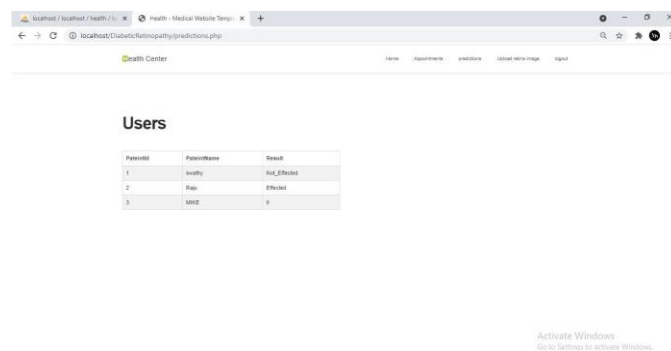 localhost / localhost / health /
Health - Medical Website Templ
localhost/DiabeticRetinopathy/predictions.php
Health Center
Home Appointments predictions Upload retina image logout
Users
PateintId PateintName Result
1 swathy Not_Effected
2 Raju Effected
3 MIKE 0
Activate Windows
Go to Settings to activate Windows.